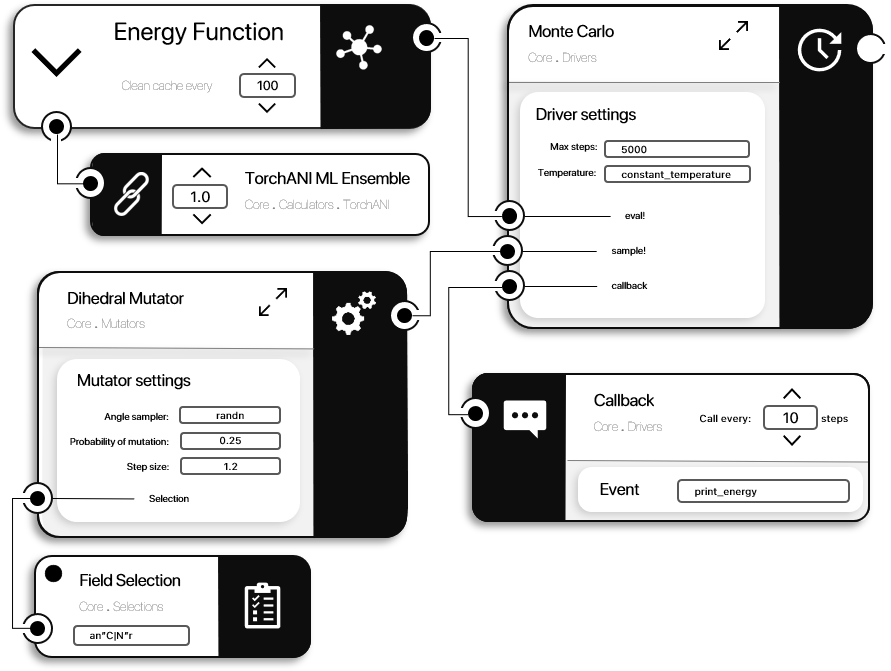 Energy Function
Clean cache every
100
1.0
TorchANI ML Ensemble
Core . Calculators . TorchANI
Monte Carlo
Core . Drivers
Driver settings
Max steps: 5000
Temperature: constant_temperature
eval!
sample!
callback
Dihedral Mutator
Core . Mutators
Mutator settings
Angle sampler: randn
Probability of mutation: 0.25
Step size: 1.2
Selection
Callback
Core . Drivers
Call every: 10 steps
Event print_energy
Field Selection
Core . Selections
an"C|N"r